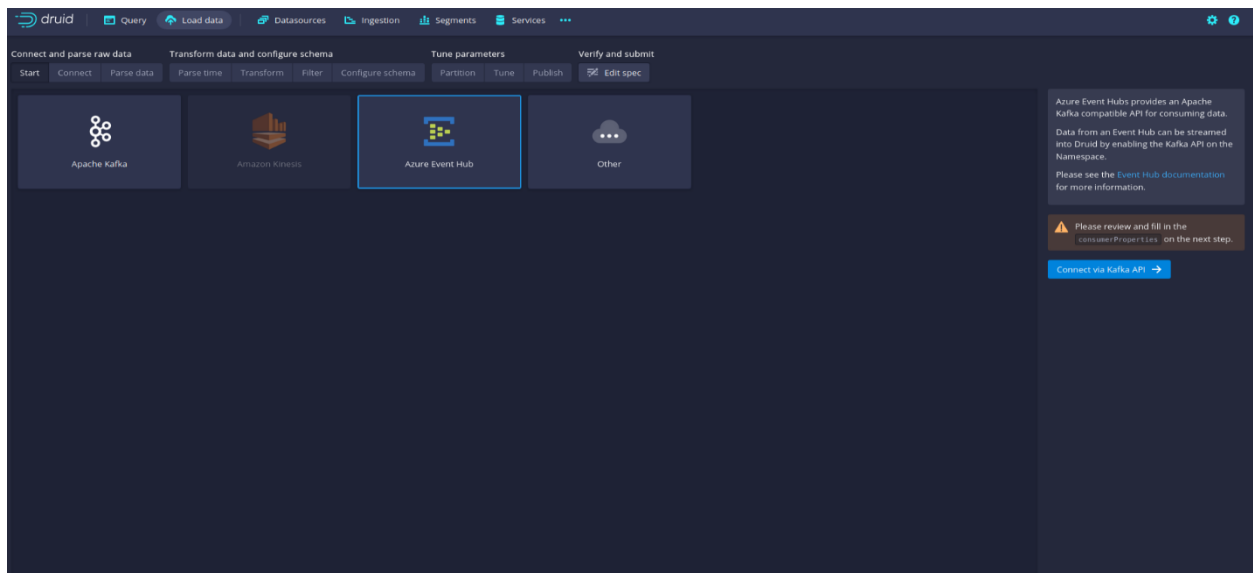 druid
Query
Load data
Datasources
Ingestion
Segments
Services
Connect and parse raw data
Transform data and configure schema
Tune parameters
Verify and submit
Start
Connect
Parse data
Parse time
Transform
Filter
Configure schema
Partition
Tune
Publish
Edit spec
Apache Kafka
Amazon Kinesis
Azure Event Hub
Other
Azure Event Hubs provides an Apache
Kafka compatible API for consuming data.
Data from an Event Hub can be streamed
into Druid by enabling the Kafka API on the
Namespace.
Please see the Event Hub documentation
for more information.
Please review and fill in the
consumerProperties on the next step.
Connect via Kafka API